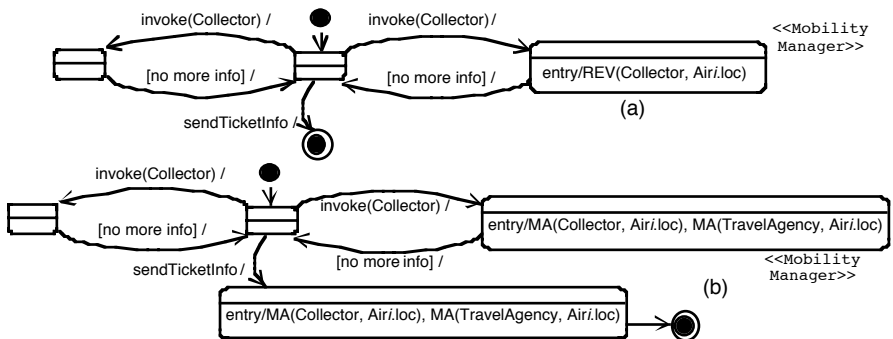 invoke(Collector) /
invoke(Collector) /
<<Mobility
Manager>>
[no more info] /
[no more info] /
entry/REV(Collector, Airi.loc)
(a)
sendTicketInfo /
invoke(Collector) /
invoke(Collector) /
[no more info] /
entry/MA(Collector, Airi.loc), MA(TravelAgency, Airi.loc)
[no more info] /
<<Mobility
Manager>>
sendTicketInfo /
(b)
entry/MA(Collector, Airi.loc), MA(TravelAgency, Airi.loc)